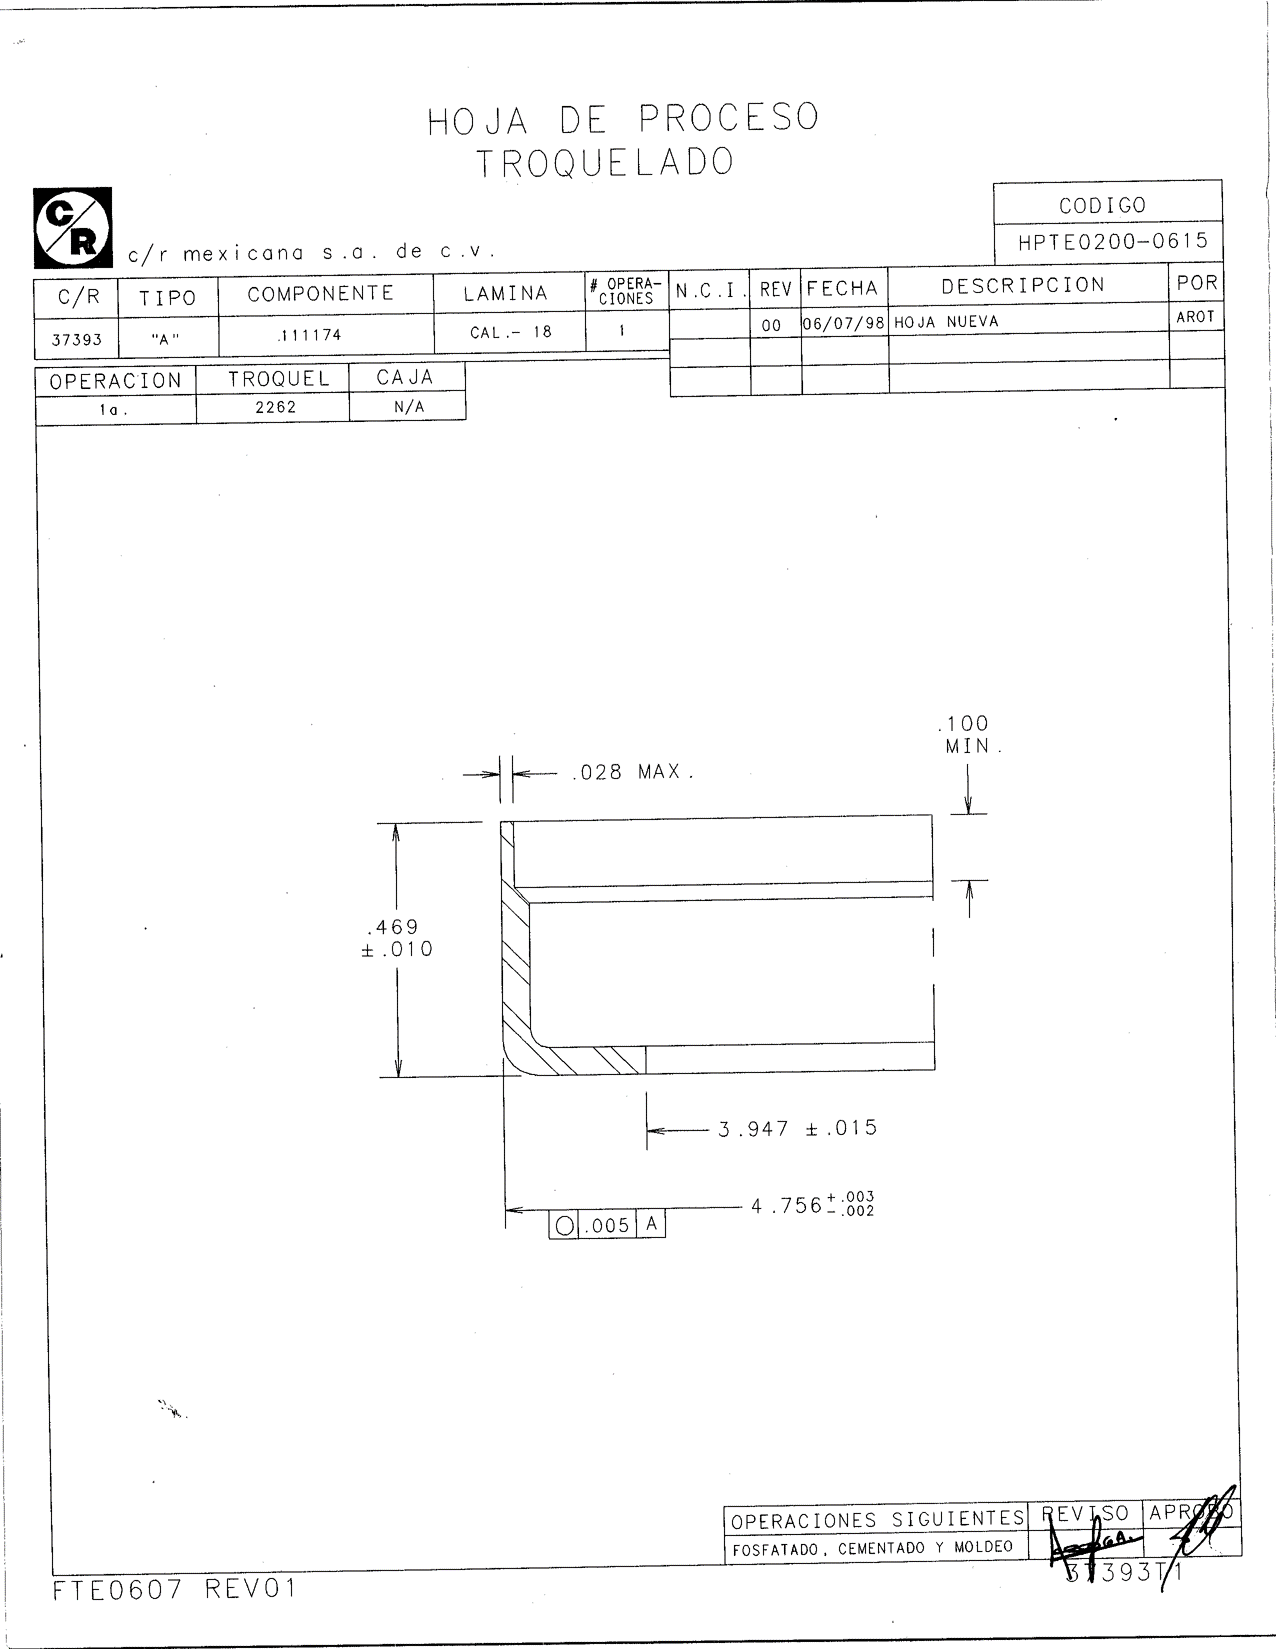 HOJA DE PROCESO
TROQUELADO
C/R
c/r mexicana s.a. de c.v.
CODIGO
HPTE0200-0615
C/R TIPO COMPONENTE LAMINA # OPERA-CIONES N.C.I. REV FECHA DESCRIPCION POR
37393 "A" .111174 CAL.- 18 1 00 06/07/98 HOJA NUEVA AROT
OPERACION TROQUEL CAJA
1a. 2262 N/A
.100
MIN.
.028 MAX.
.469
±.010
3.947 ±.015
4.756 +.003
-.002
○ .005 A
OPERACIONES SIGUIENTES REVISO APROBO
FOSFATADO, CEMENTADO Y MOLDEO
37393T1
FTE0607 REV01